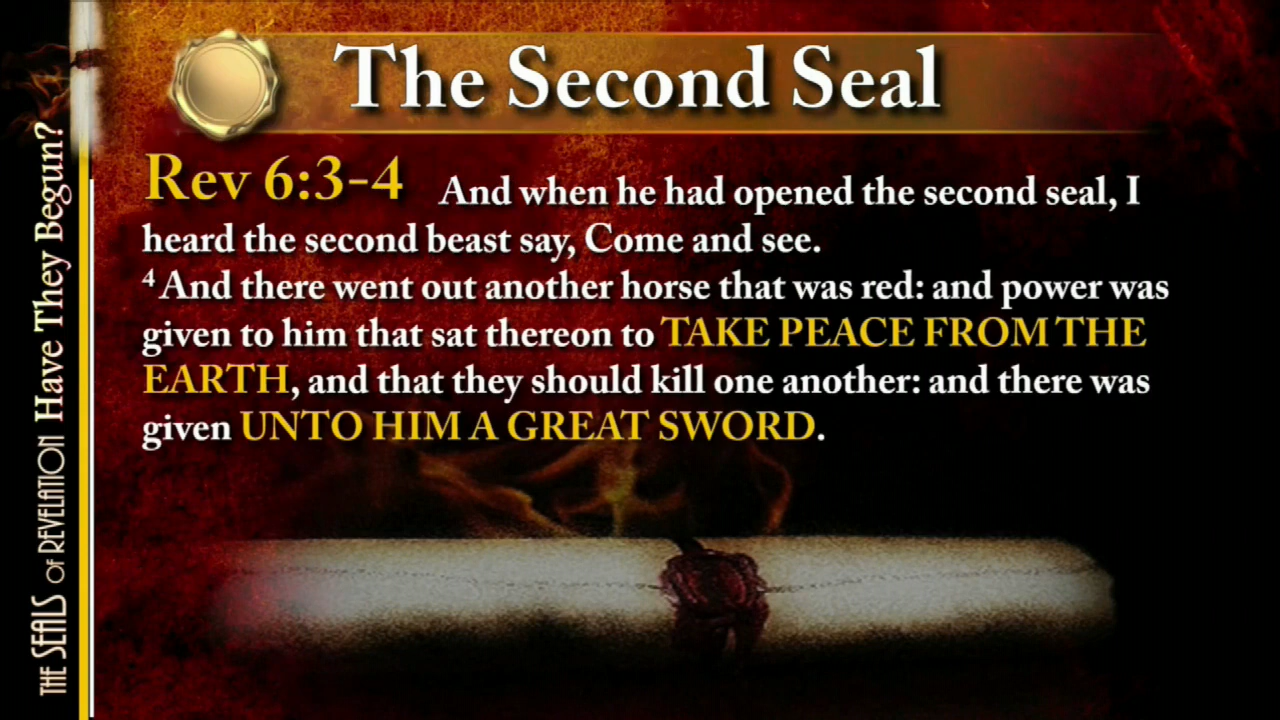 The Second Seal
Rev 6:3-4 And when he had opened the second seal, I
heard the second beast say, Come and see.
4 And there went out another horse that was red: and power was
given to him that sat thereon to TAKE PEACE FROM THE
EARTH, and that they should kill one another: and there was
given UNTO HIM A GREAT SWORD.
THE SEALS OF REVELATION Have They Begun?